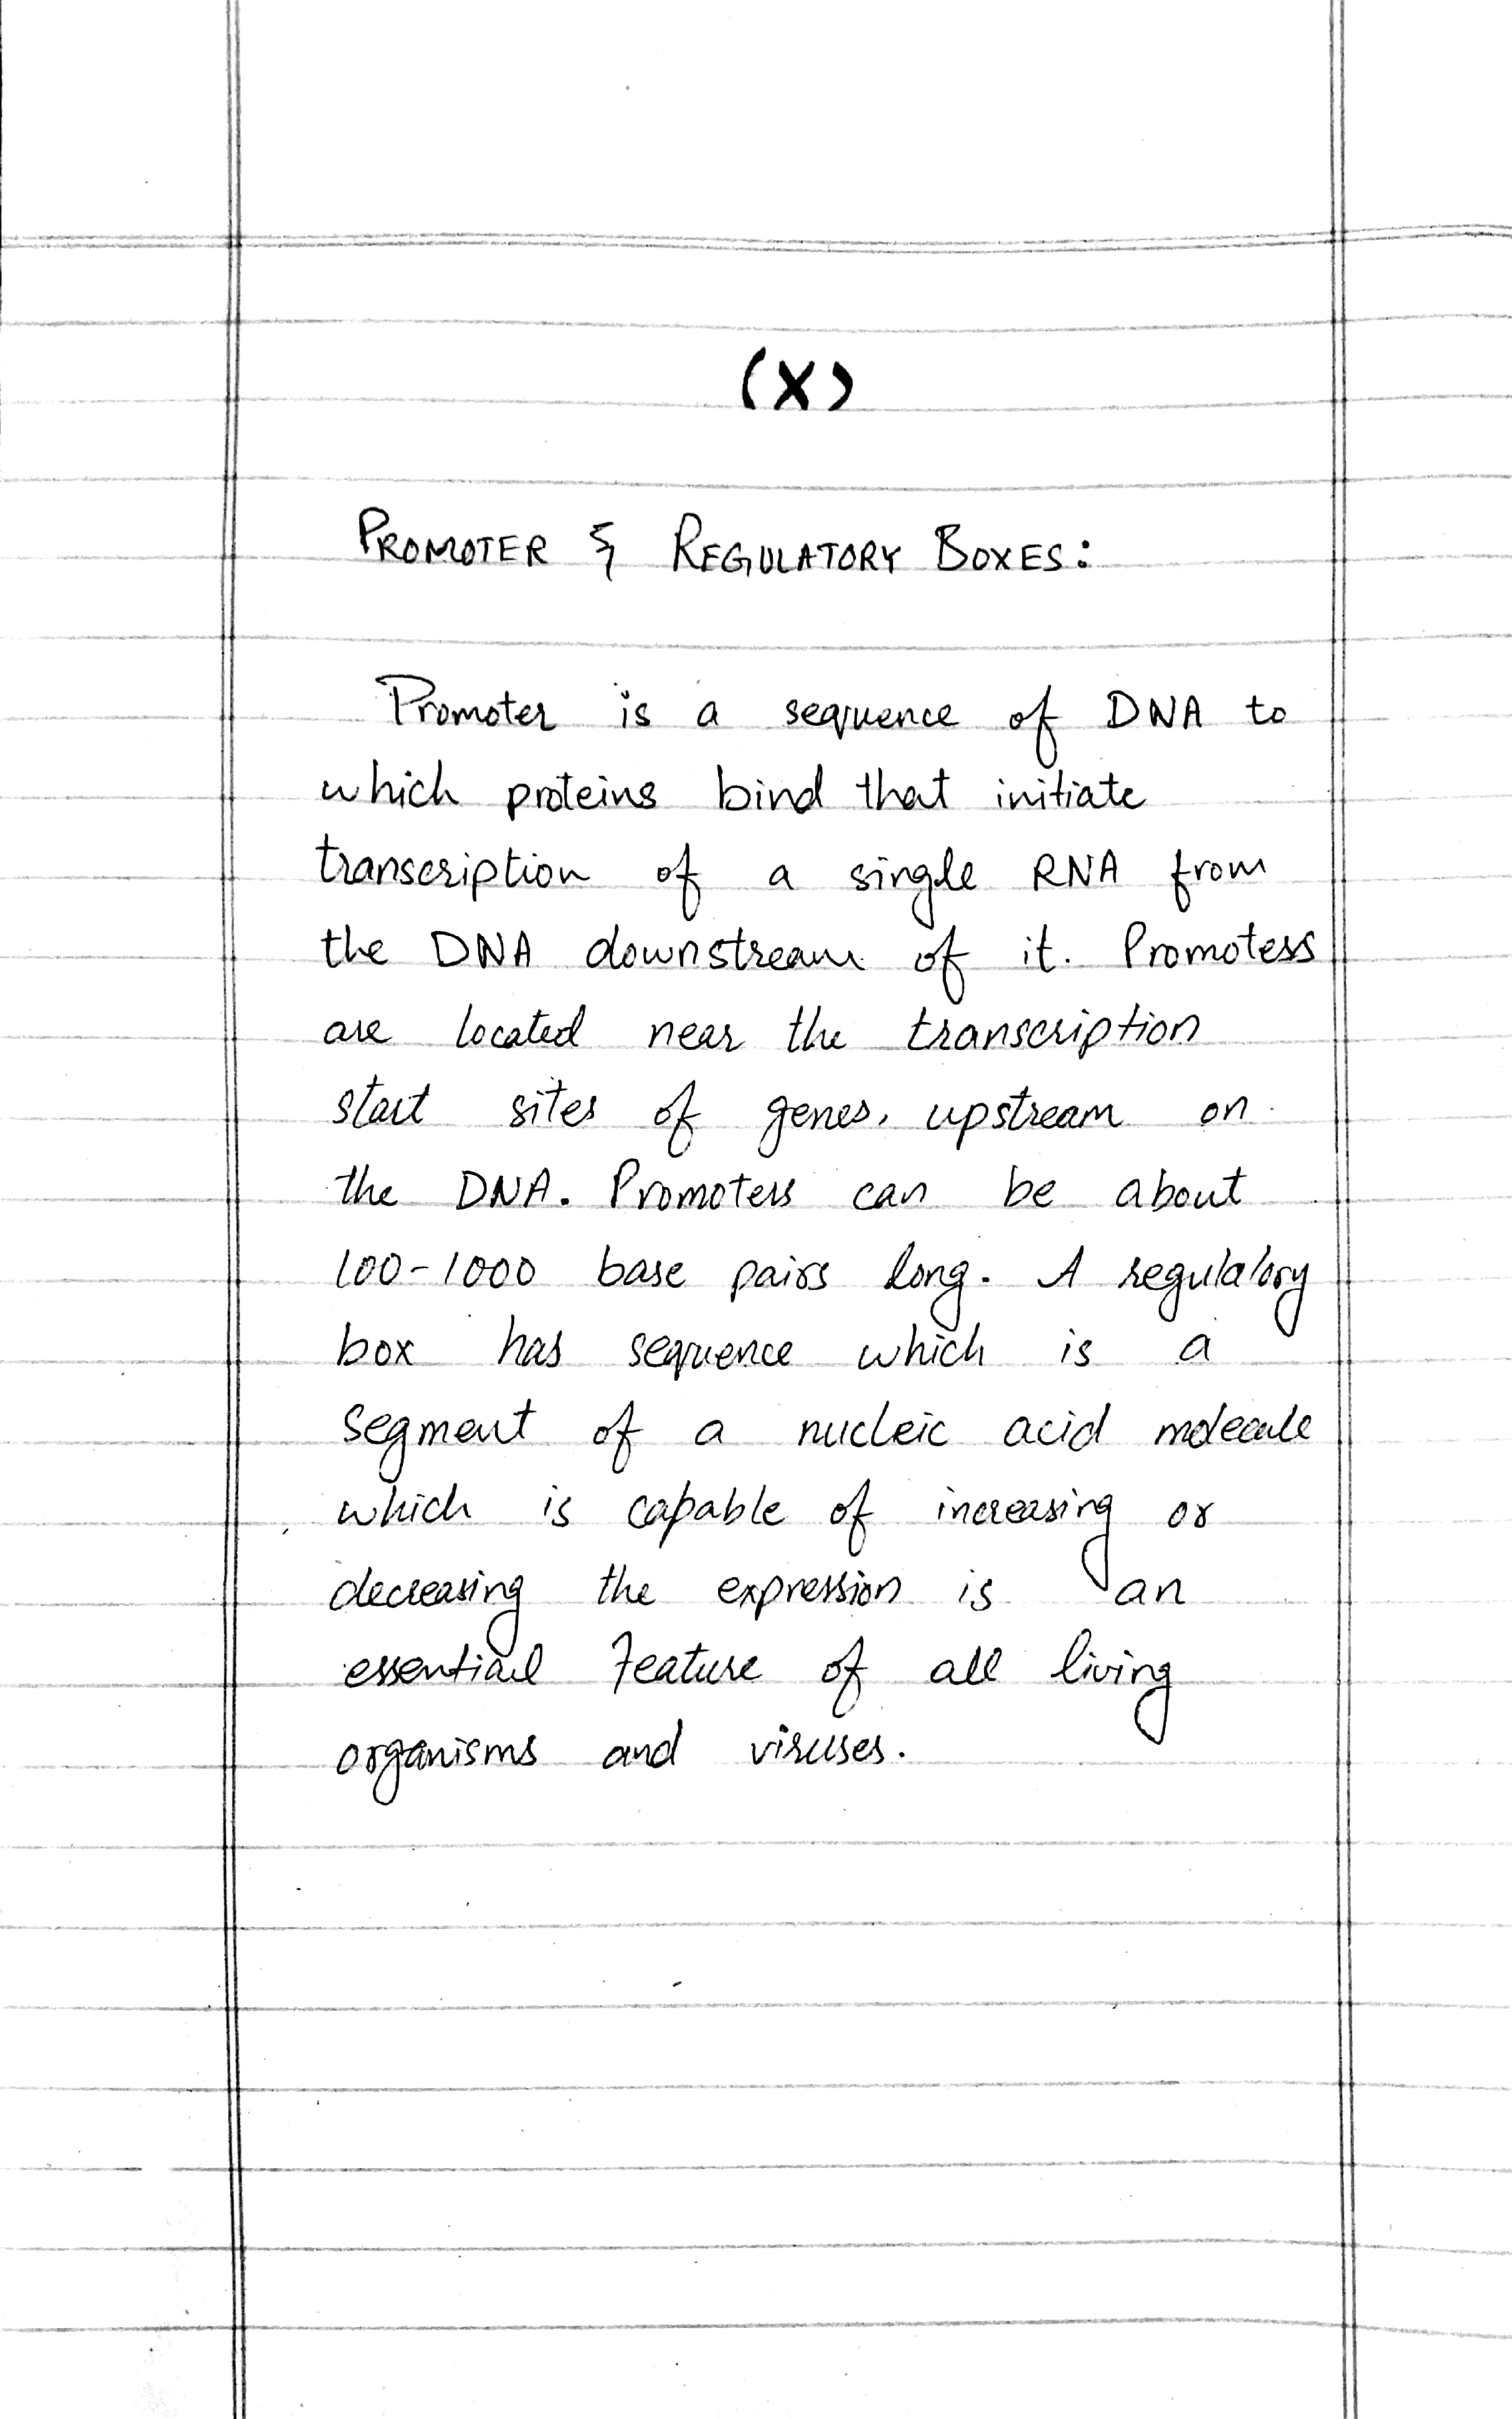 (X)
PROMOTER & REGULATORY BOXES:
Promoter is a sequence of DNA to
which proteins bind that initiate
transcription of a single RNA from
the DNA downstream of it. Promoters
are located near the transcription
start sites of genes, upstream on
the DNA. Promoters can be about
100-1000 base pairs long. A regulatory
box has sequence which is a
segment of a nucleic acid molecule
which is capable of increasing or
decreasing the expression is an
essential feature of all living
organisms and viruses.